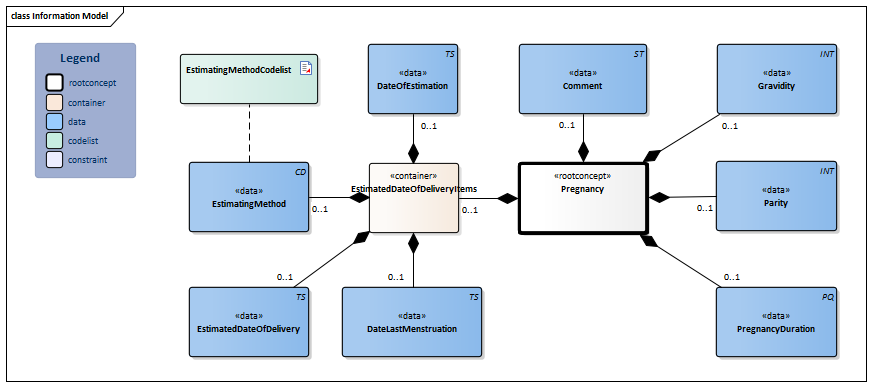 class Information Model
Legend
rootconcept
container
data
codelist
constraint
EstimatingMethodCodelist
TS
«data»
DateOfEstimation
0..1
ST
«data»
Comment
0..1
INT
«data»
Gravidity
0..1
CD
«data»
EstimatingMethod
0..1
«container»
EstimatedDateOfDeliveryItems
0..1
«rootconcept»
Pregnancy
INT
«data»
Parity
0..1
0..1
TS
«data»
EstimatedDateOfDelivery
0..1
TS
«data»
DateLastMenstruation
0..1
PQ
«data»
PregnancyDuration